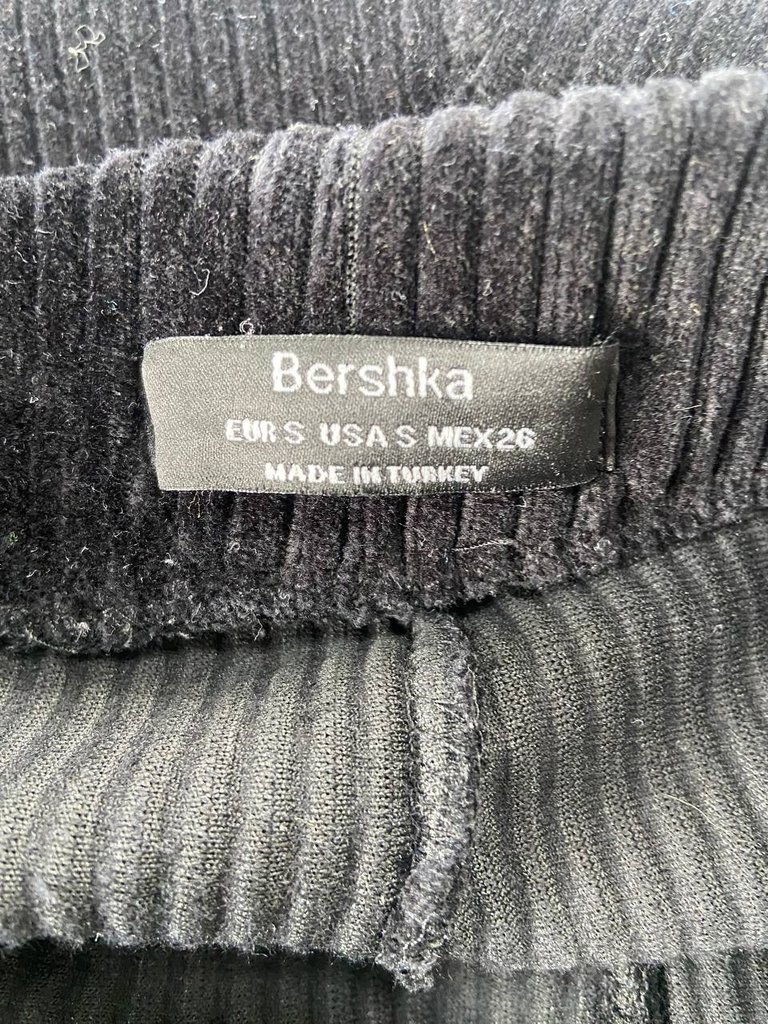 Bershka
EUR S USA S MEX 26
MADE IN TURKEY